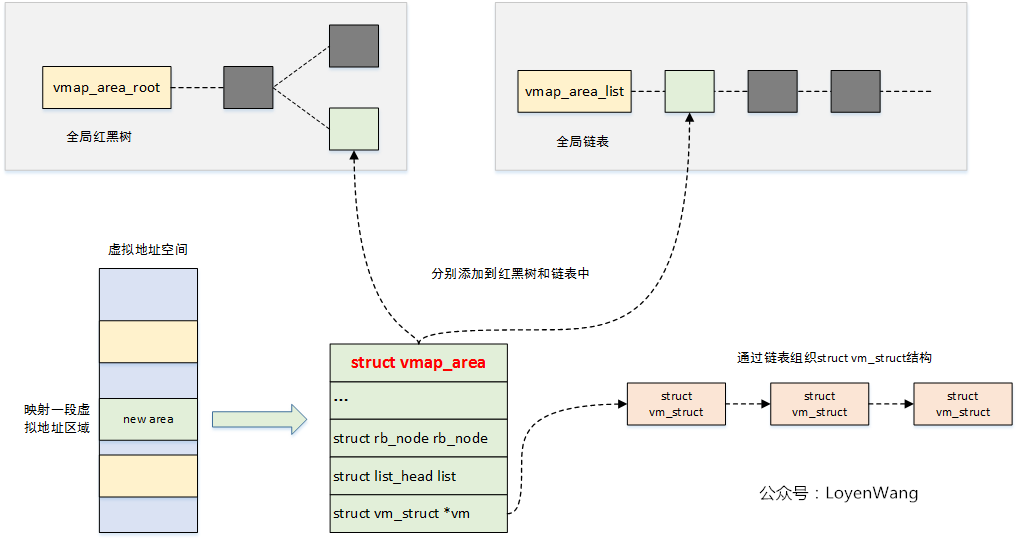 vmap_area_root
全局红黑树
vmap_area_list
全局链表
分别添加到红黑树和链表中
虚拟地址空间
映射一段虚
拟地址区域
new area
struct vmap_area
...
struct rb_node rb_node
struct list_head list
struct vm_struct *vm
通过链表组织struct vm_struct结构
struct
vm_struct
struct
vm_struct
struct
vm_struct
公众号：LoyenWang